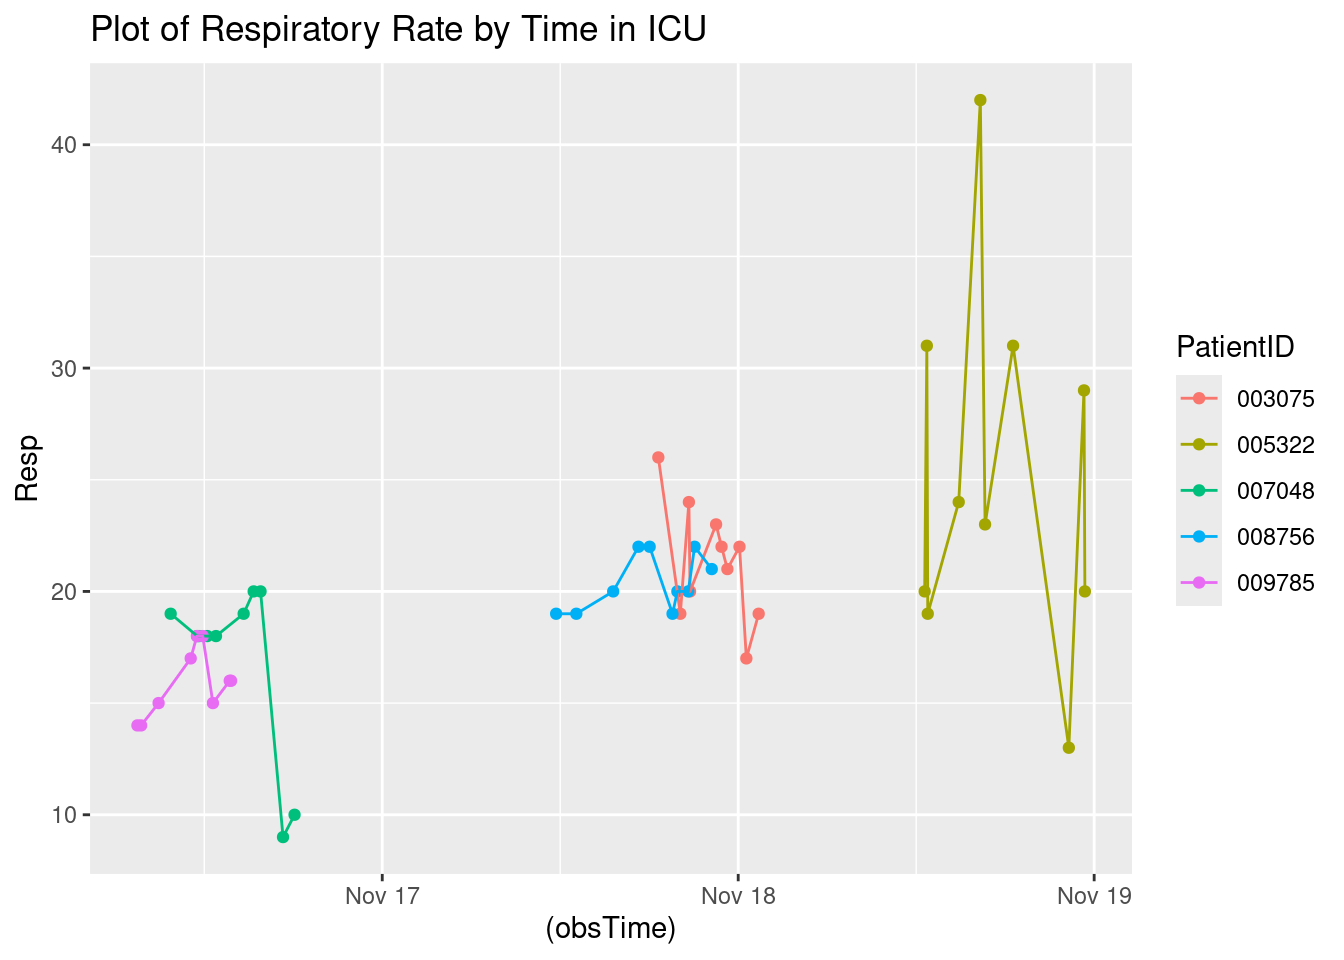 Plot of Respiratory Rate by Time in ICU
40
30
20
10
Resp
Nov 17
Nov 18
Nov 19
(obsTime)
PatientID
003075
005322
007048
008756
009785